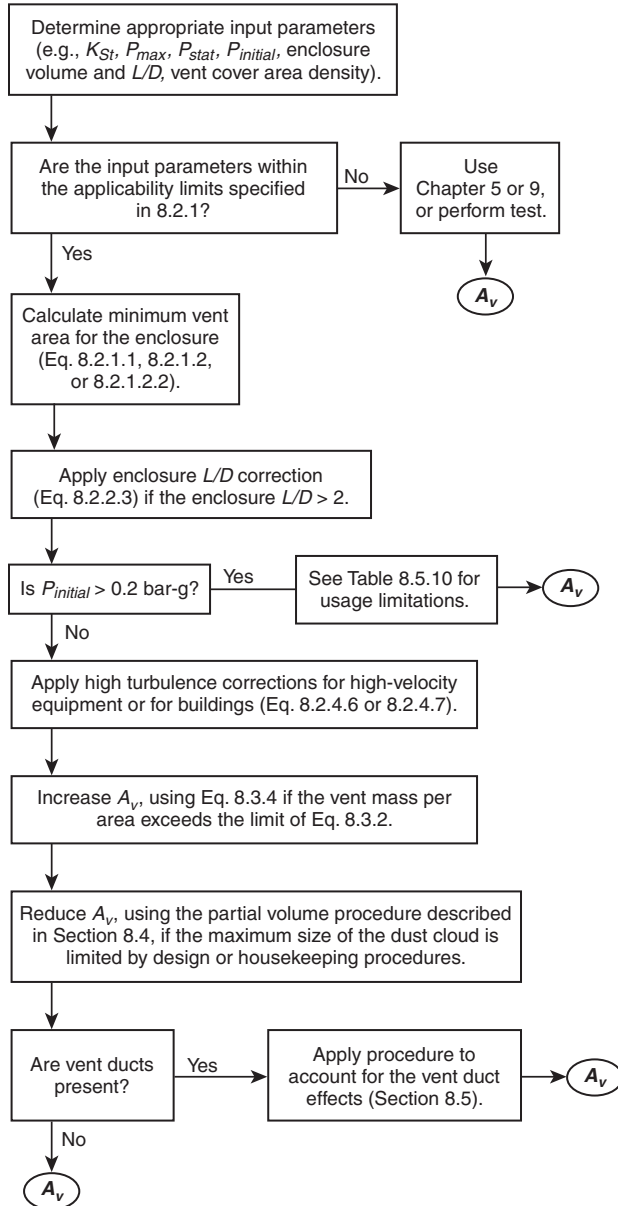 Determine appropriate input parameters
(e.g., K_St, P_max, P_stat, P_initial, enclosure
volume and L/D, vent cover area density).
Are the input parameters within
the applicability limits specified
in 8.2.1?
No
Use
Chapter 5 or 9,
or perform test.
A_v
Yes
Calculate minimum vent
area for the enclosure
(Eq. 8.2.1.1, 8.2.1.2,
or 8.2.1.2.2).
Apply enclosure L/D correction
(Eq. 8.2.2.3) if the enclosure L/D > 2.
Is P_initial > 0.2 bar-g?
Yes
See Table 8.5.10 for
usage limitations.
A_v
No
Apply high turbulence corrections for high-velocity
equipment or for buildings (Eq. 8.2.4.6 or 8.2.4.7).
Increase A_v, using Eq. 8.3.4 if the vent mass per
area exceeds the limit of Eq. 8.3.2.
Reduce A_v, using the partial volume procedure described
in Section 8.4, if the maximum size of the dust cloud is
limited by design or housekeeping procedures.
Are vent ducts
present?
Yes
Apply procedure to
account for the vent duct
effects (Section 8.5).
A_v
No
A_v